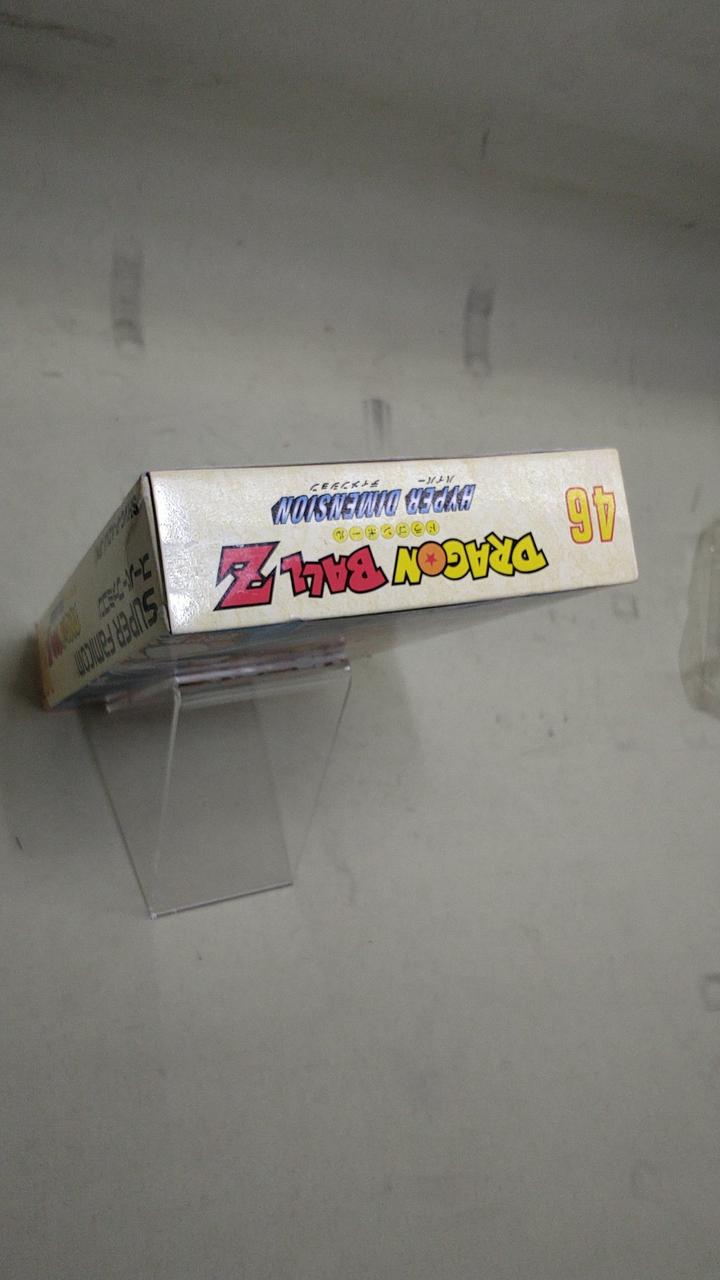 46
DRAGON BALL Z
ドラゴンボール
HYPER DIMENSION
ハイパー ディメンション
SUPER FAMICOM
スーパーファミコン